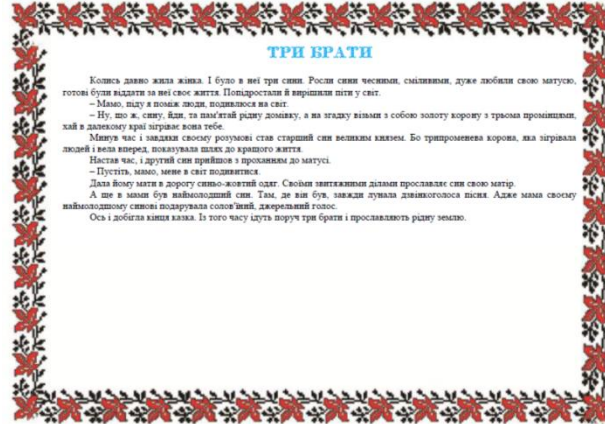 ТРИ БРАТИ
Колись давно жила жінка. І було в неї три сини. Росли сини чесними, сміливими, дуже любили свою матусю,
готові були віддати за неї своє життя. Попідростали й вирішили піти у світ.
– Мамо, піду я поміж люди, подивлюся на світ.
– Ну, що ж, сину, йди, та пам'ятай рідну домівку, а на згадку візьми з собою золоту корону з трьома промінцями,
хай в далекому краї зігріває вона тебе.
Минув час і завдяки своєму розумові став старший син великим князем. Бо трипроменева корона, яка зігрівала
людей і вела вперед, показувала шлях до кращого життя.
Настав час, і другий син прийшов з проханням до матусі.
– Пустіть, мамо, мене в світ подивитися.
Дала йому мати в дорогу синьо-жовтий одяг. Своїми звитяжними ділами прославляє син свою матір.
А ще в мами був наймолодший син. Там, де він був, завжди лунала дзвінкоголоса пісня. Адже мама своєму
наймолодшому синові подарувала солов'їний, джерельний голос.
Ось і добігла кінця казка. Із того часу ідуть поруч три брати і прославляють рідну землю.